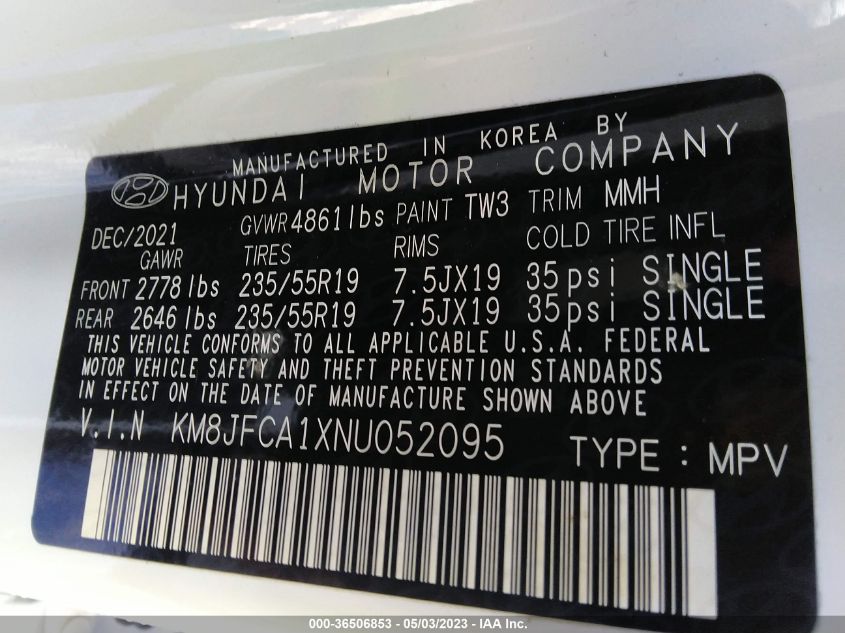 MANUFACTURED IN KOREA BY
HYUNDAI MOTOR COMPANY
DEC/2021 GVWR 4861 lbs PAINT TW3 TRIM MMH
GAWR TIRES RIMS COLD TIRE INFL
FRONT 2778 lbs 235/55R19 7.5JX19 35psi SINGLE
REAR 2646 lbs 235/55R19 7.5JX19 35psi SINGLE
THIS VEHICLE CONFORMS TO ALL APPLICABLE U.S.A. FEDERAL
MOTOR VEHICLE SAFETY AND THEFT PREVENTION STANDARDS
IN EFFECT ON THE DATE OF MANUFACTURE SHOWN ABOVE
V.I.N KM8JFCA1XNU052095 TYPE : MPV
000-36506853 / 05/03/2023 - IAA Inc.